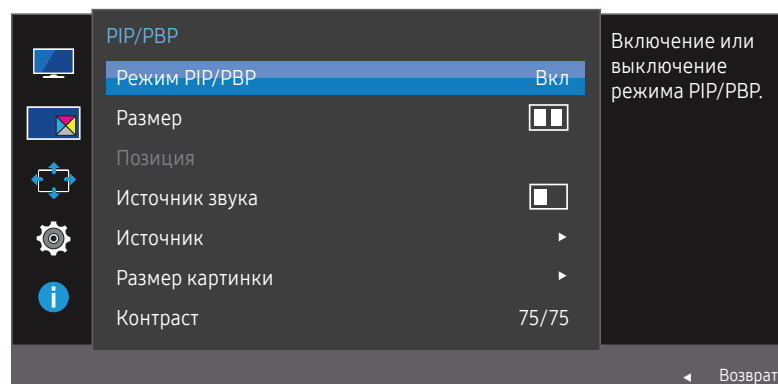 PIP/PBP
Режим PIP/PBP Вкл
Размер
Позиция
Источник звука
Источник ▸
Размер картинки ▸
Контраст 75/75
Включение или
выключение
режима PIP/PBP.
◂ Возврат